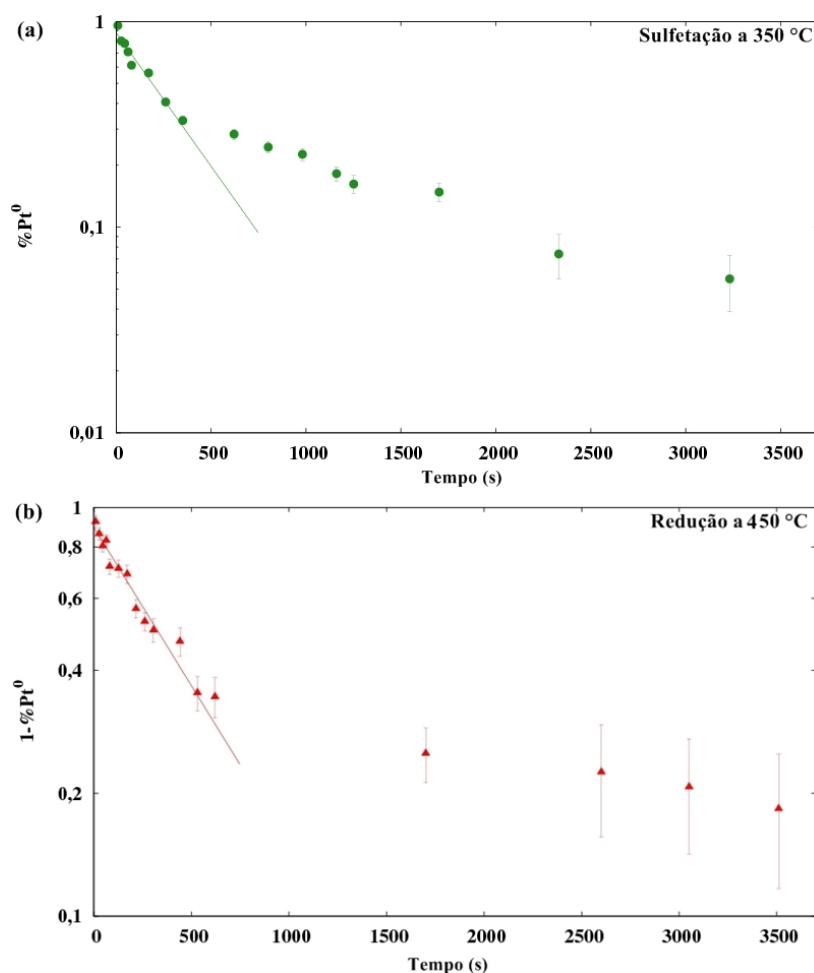 (a)
1
Sulfetação a 350 °C
0,1
%Pt⁰
0,01
0 500 1000 1500 2000 2500 3000 3500
Tempo (s)
(b)
1
Redução a 450 °C
0,8
0,6
0,4
1-%Pt⁰
0,2
0,1
0 500 1000 1500 2000 2500 3000 3500
Tempo (s)